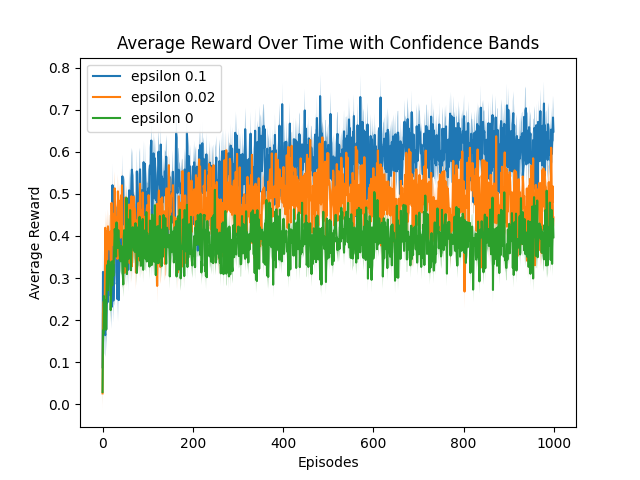 Average Reward Over Time with Confidence Bands
epsilon 0.1
epsilon 0.02
epsilon 0
Average Reward
0.8
0.7
0.6
0.5
0.4
0.3
0.2
0.1
0.0
0 200 400 600 800 1000
Episodes